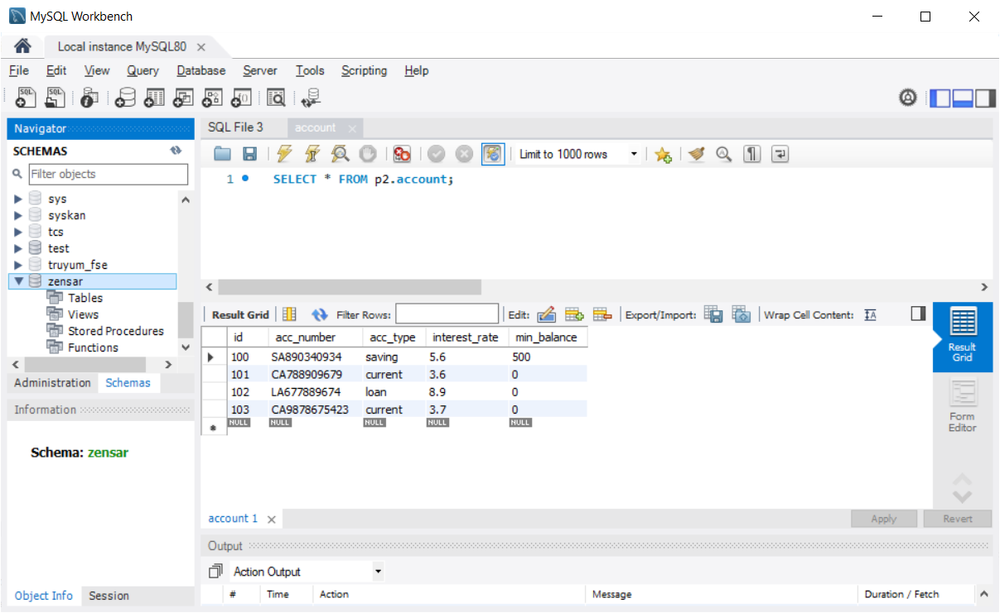 MySQL Workbench
Local instance MySQL80
File Edit View Query Database Server Tools Scripting Help
SQL SQL
Navigator
SCHEMAS
Filter objects
sys
syskan
tcs
test
truyum_fse
zensar
Tables
Views
Stored Procedures
Functions
Administration Schemas
Information
Schema: zensar
Object Info Session
SQL File 3 account
Limit to 1000 rows
1 SELECT * FROM p2.account;
Result Grid Filter Rows: Edit: Export/Import: Wrap Cell Content: IA
id acc_number acc_type interest_rate min_balance
100 SA890340934 saving 5.6 500
101 CA788909679 current 3.6 0
102 LA677889674 loan 8.9 0
103 CA9878675423 current 3.7 0
* NULL NULL NULL NULL NULL
Result
Grid
Form
Editor
account 1
Apply Revert
Output
Action Output
# Time Action Message Duration / Fetch